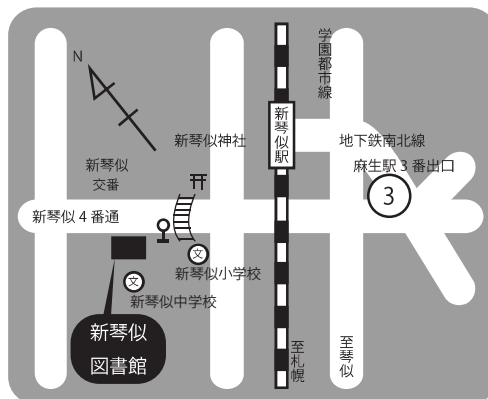 N
学園都市線
新琴似駅
新琴似神社
地下鉄南北線
麻生駅3番出口
3
新琴似
交番
新琴似4番通
文
新琴似小学校
文
新琴似中学校
新琴似
図書館
至札幌
至琴似